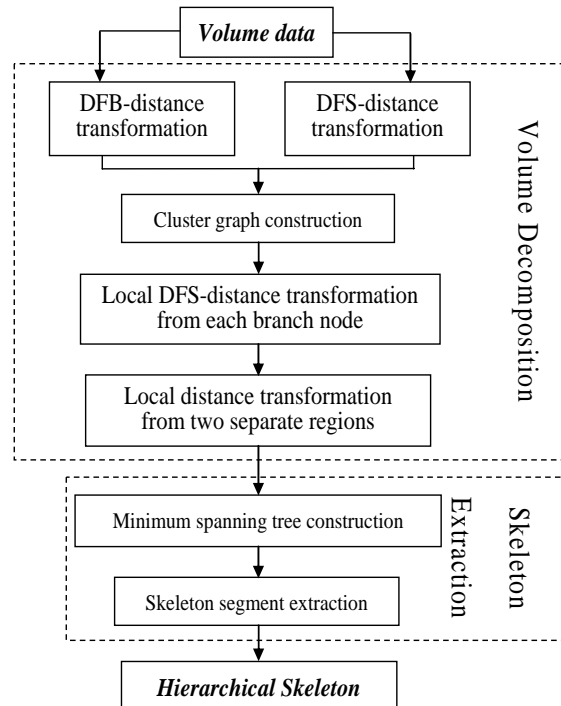 Volume data
DFB-distance
transformation
DFS-distance
transformation
Cluster graph construction
Local DFS-distance transformation
from each branch node
Local distance transformation
from two separate regions
Volume Decomposition
Minimum spanning tree construction
Skeleton segment extraction
Skeleton
Extraction
Hierarchical Skeleton